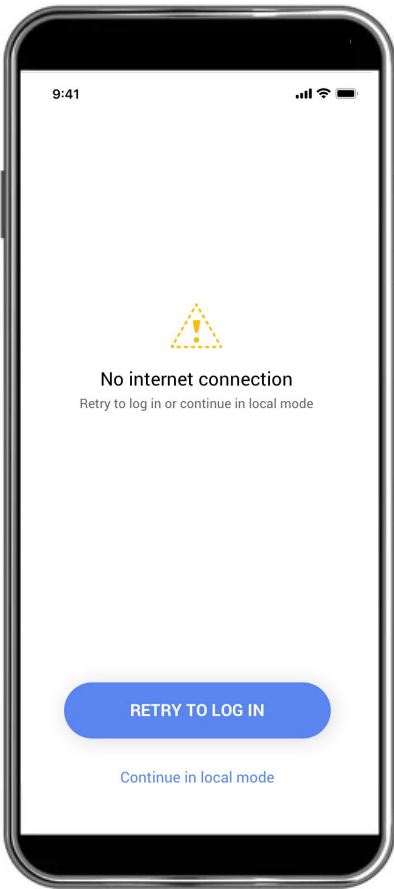 9:41
No internet connection
Retry to log in or continue in local mode
RETRY TO LOG IN
Continue in local mode